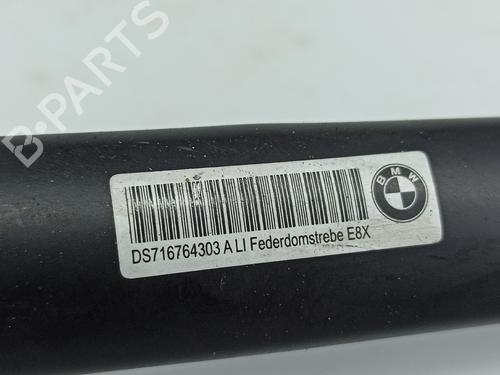 B-PARTS
BMW
DS716764303 A LI Federdomstrebe E8X